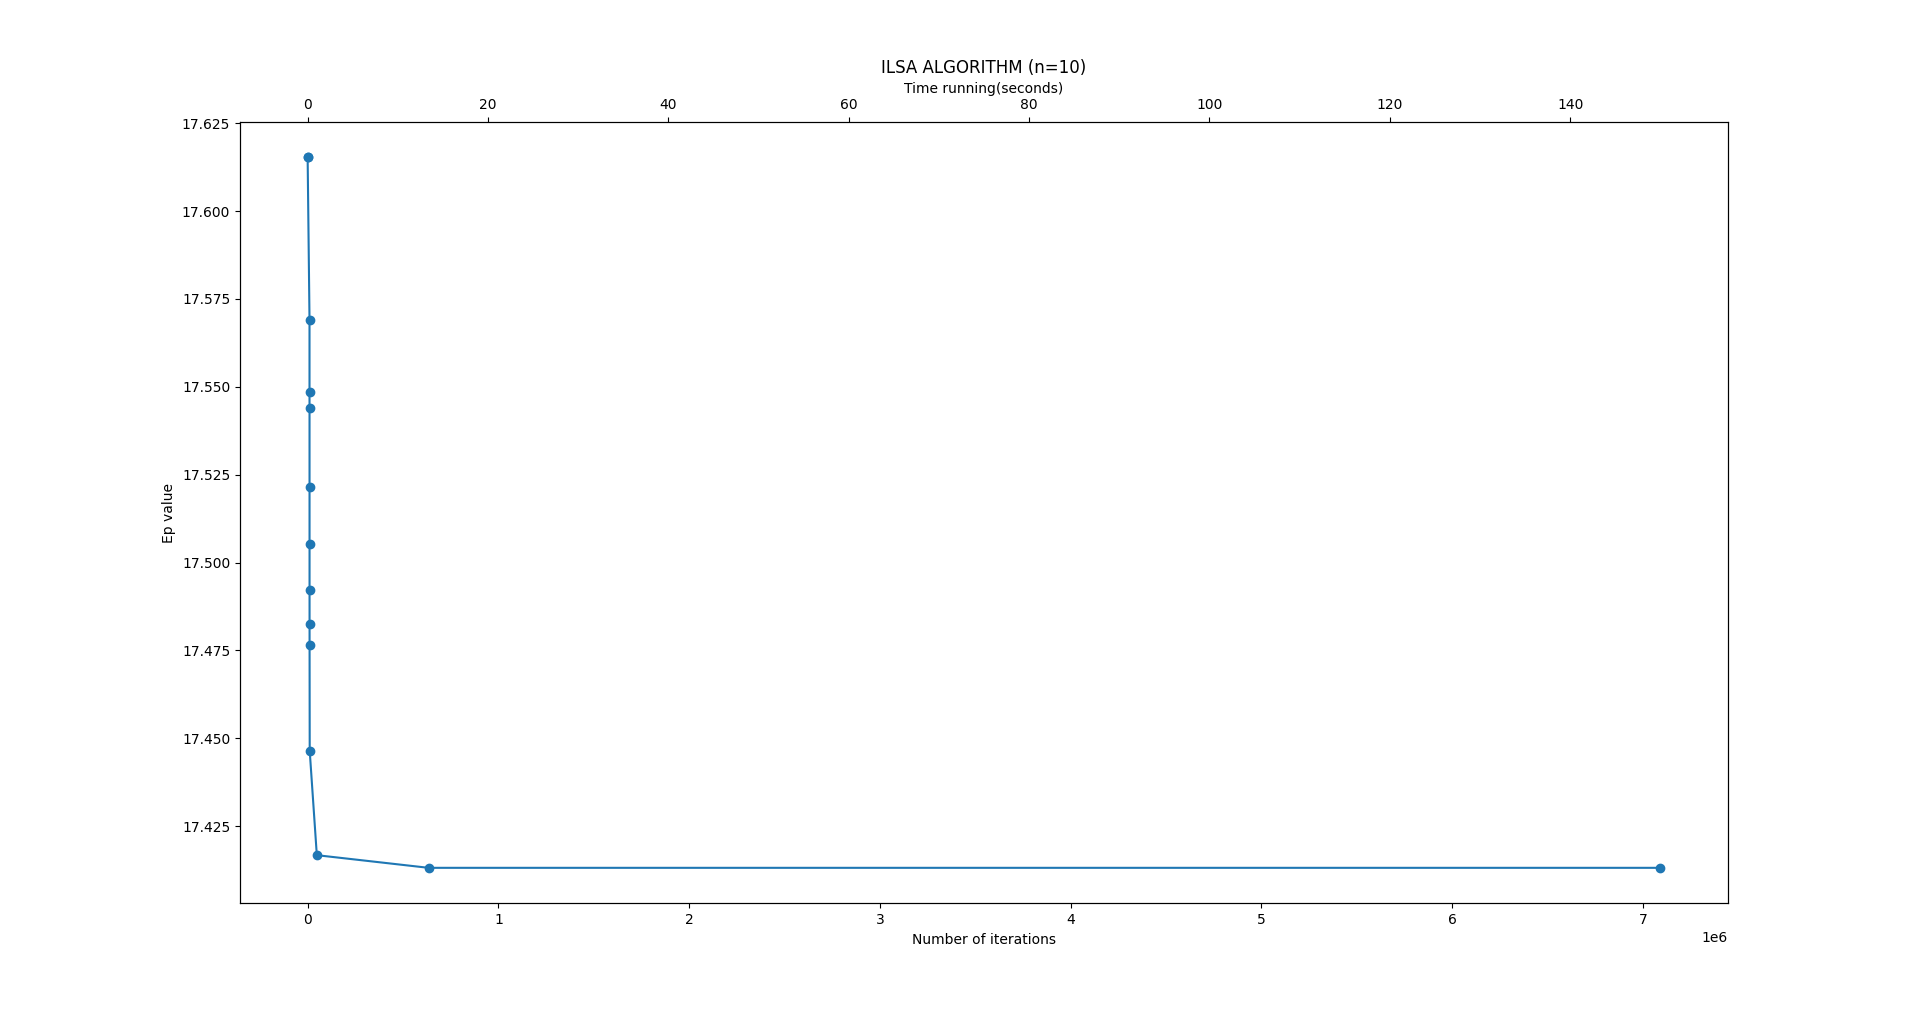 ILSA ALGORITHM (n=10)
Time running(seconds)
0 20 40 60 80 100 120 140
17.625
17.600
17.575
17.550
17.525
17.500
17.475
17.450
17.425
Ep value
0 1 2 3 4 5 6 7
Number of iterations
1e6